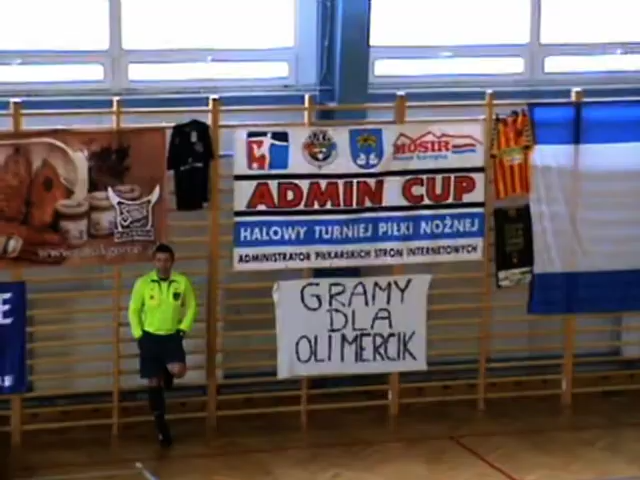 MOSIR
ADMIN CUP
HALOWY TURNIEJ PIŁKI NOŻNEJ
ADMINISTRATOR PIŁKARSKICH STRON INTERNETOWYCH
GRAMY
DLA
OLI MERCIK
E